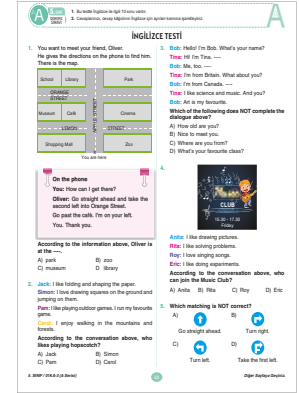 A
5. SINIF
DENEME
SINAVI
1. Bu testte İngilizce ile ilgili 10 soru vardır.
2. Cevaplarınızı, cevap kâğıdının İngilizce için ayrılan kısmına işaretleyiniz.
A
İNGİLİZCE TESTİ
1. You want to meet your friend, Oliver.
He gives the directions on the phone to find him.
There is the map.
School
Library
Park
ORANGE
STREET
Museum
Café
APPLE STREET
Cinema
LEMON
STREET
Shopping Mall
Zoo
You are here
On the phone
You: How can I get there?
Oliver: Go straight ahead and take the
second left into Orange Street.
Go past the café. I'm on your left.
You. Thank you.
According to the information above, Oliver is
at the ----.
A) park
B) zoo
C) museum
D) library
2. Jack: I like folding and shaping the paper.
Simon: I love drawing squares on the ground and
jumping on them.
Pam: I like playing outdoor games. I run my favourite
game.
Carol: I enjoy walking in the mountains and
forests.
According to the conversation above, who
likes playing hopscotch?
A) Jack
B) Simon
C) Pam
D) Carol
3. Bob: Hello! I'm Bob. What's your name?
Tina: Hi! I'm Tina. ----
Bob: Me, too. ----
Tina: I'm from Britain. What about you?
Bob: I'm from Canada. ----
Tina: I like science and music. And you?
Bob: Art is my favourite.
Which of the following does NOT complete the
dialogue above?
A) How old are you?
B) Nice to meet you.
C) Where are you from?
D) What's your favourite class?
4.
CLUB
15.30 - 17.30
Friday
Anita: I like drawing pictures.
Rita: I like solving problems.
Roy: I love singing songs.
Eric: I like doing experiments.
According to the conversation above, who
can join the Music Club?
A) Anita
B) Rita
C) Roy
D) Eric
5. Which matching is NOT correct?
A)
B)
Go straight ahead.
Turn right.
C)
D)
Turn left.
Take the first left.
Diğer Sayfaya Geçiniz.